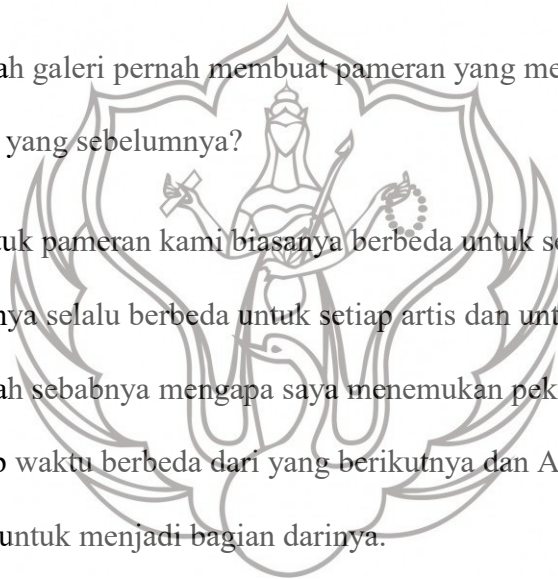 ah galeri pernah membuat pameran yang me
yang sebelumnya?
tuk pameran kami biasanya berbeda untuk se
nya selalu berbeda untuk setiap artis dan unt
ah sebabnya mengapa saya menemukan pek
waktu berbeda dari yang berikutnya dan A
untuk menjadi bagian darinya.